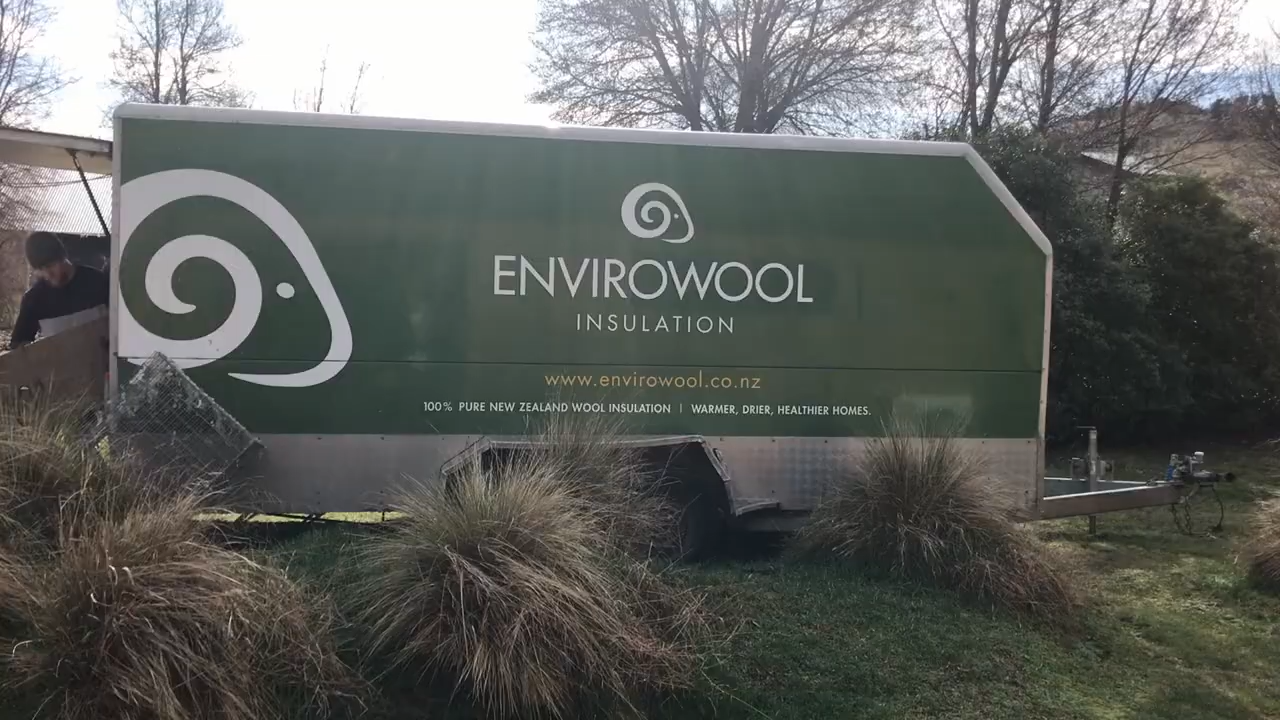 ENVIROWOOL
INSULATION
www.envirowool.co.nz
100% PURE NEW ZEALAND WOOL INSULATION | WARMER, DRIER, HEALTHIER HOMES.